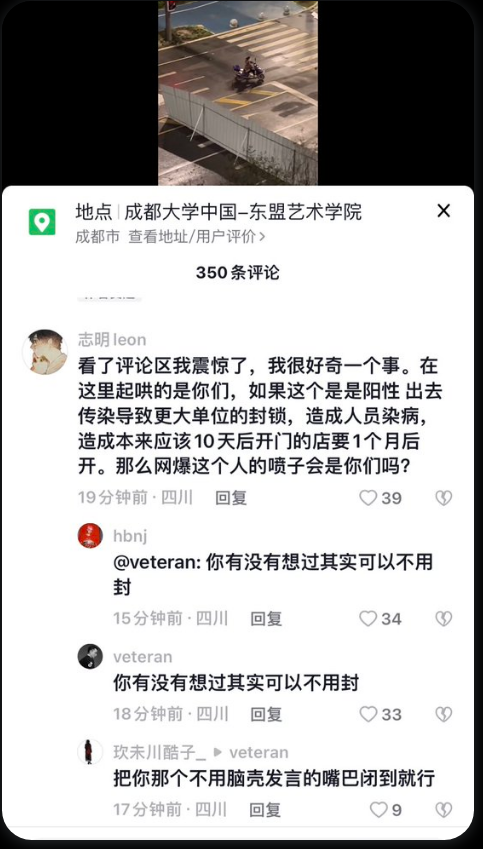 地点 | 成都大学中国–东盟艺术学院
成都市 查看地址/用户评价>
350条评论
志明leon
看了评论区我震惊了，我很好奇一个事。在
这里起哄的是你们，如果这个是是阳性 出去
传染导致更大单位的封锁，造成人员染病，
造成本来应该10天后开门的店要1个月后
开。那么网爆这个人的喷子会是你们吗？
19分钟前 · 四川 回复 39
hbnj
@veteran: 你有没有想过其实可以不用
封
15分钟前 · 四川 回复 34
veteran
你有没有想过其实可以不用封
18分钟前 · 四川 回复 33
玖未川酷子_ ▶ veteran
把你那个不用脑壳发言的嘴巴闭到就行
17分钟前 · 四川 回复 9